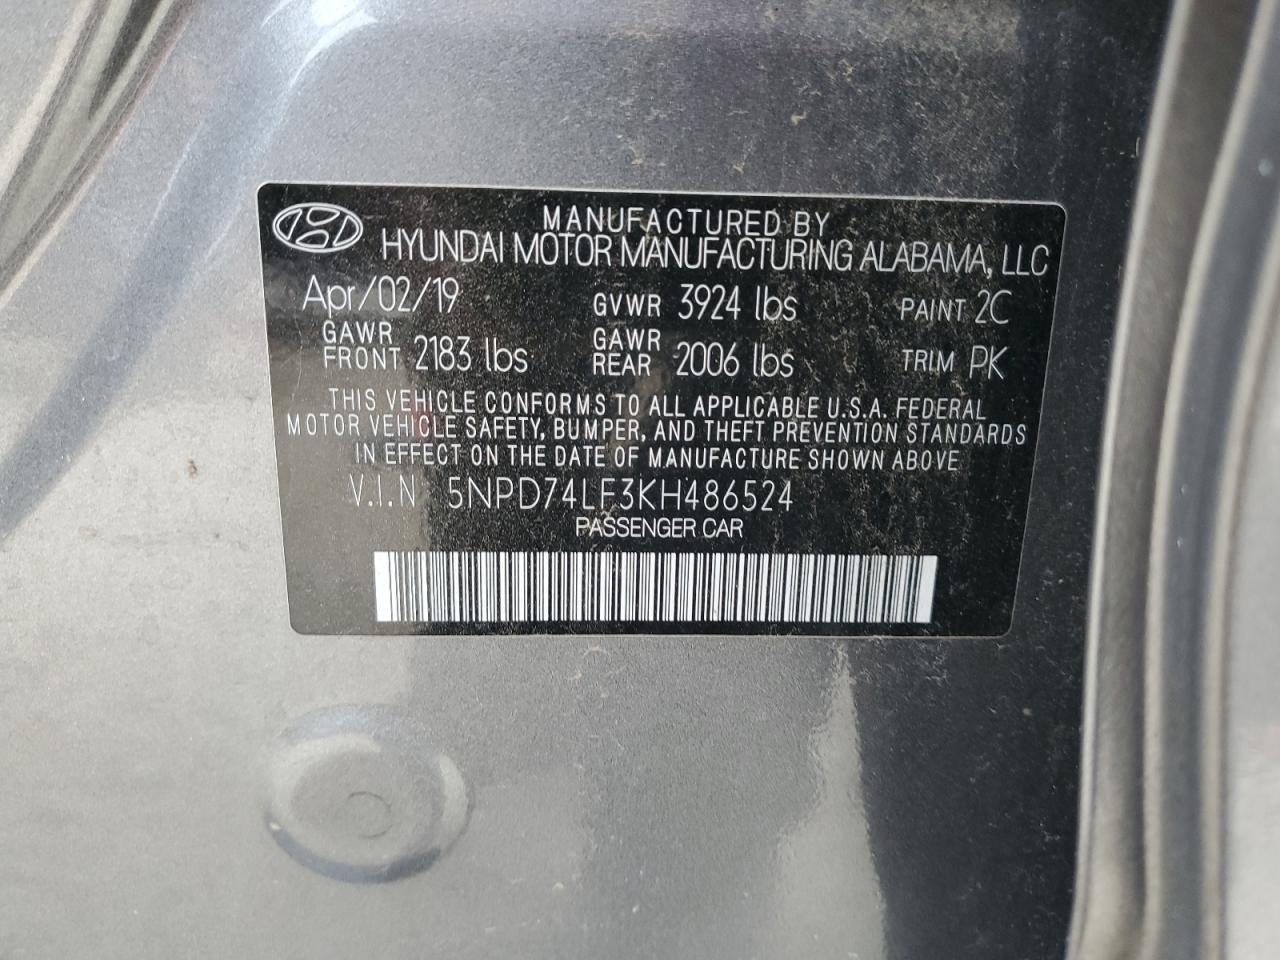 MANUFACTURED BY
HYUNDAI MOTOR MANUFACTURING ALABAMA, LLC
Apr/02/19 GVWR 3924 lbs PAINT 2C
GAWR FRONT 2183 lbs GAWR REAR 2006 lbs TRIM PK
THIS VEHICLE CONFORMS TO ALL APPLICABLE U.S.A. FEDERAL
MOTOR VEHICLE SAFETY, BUMPER, AND THEFT PREVENTION STANDARDS
IN EFFECT ON THE DATE OF MANUFACTURE SHOWN ABOVE
V.I.N 5NPD74LF3KH486524
PASSENGER CAR